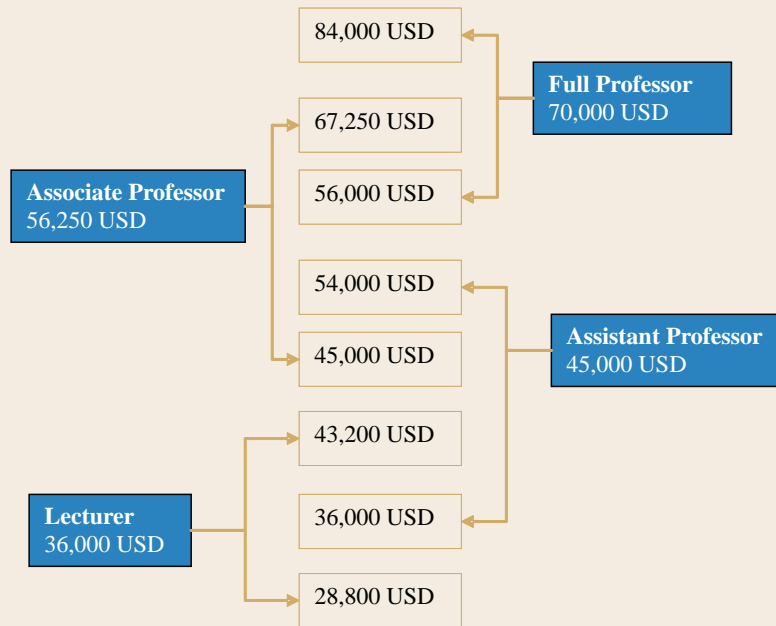 84,000 USD
Full Professor
70,000 USD
67,250 USD
Associate Professor
56,250 USD
56,000 USD
54,000 USD
Assistant Professor
45,000 USD
45,000 USD
43,200 USD
Lecturer
36,000 USD
36,000 USD
28,800 USD